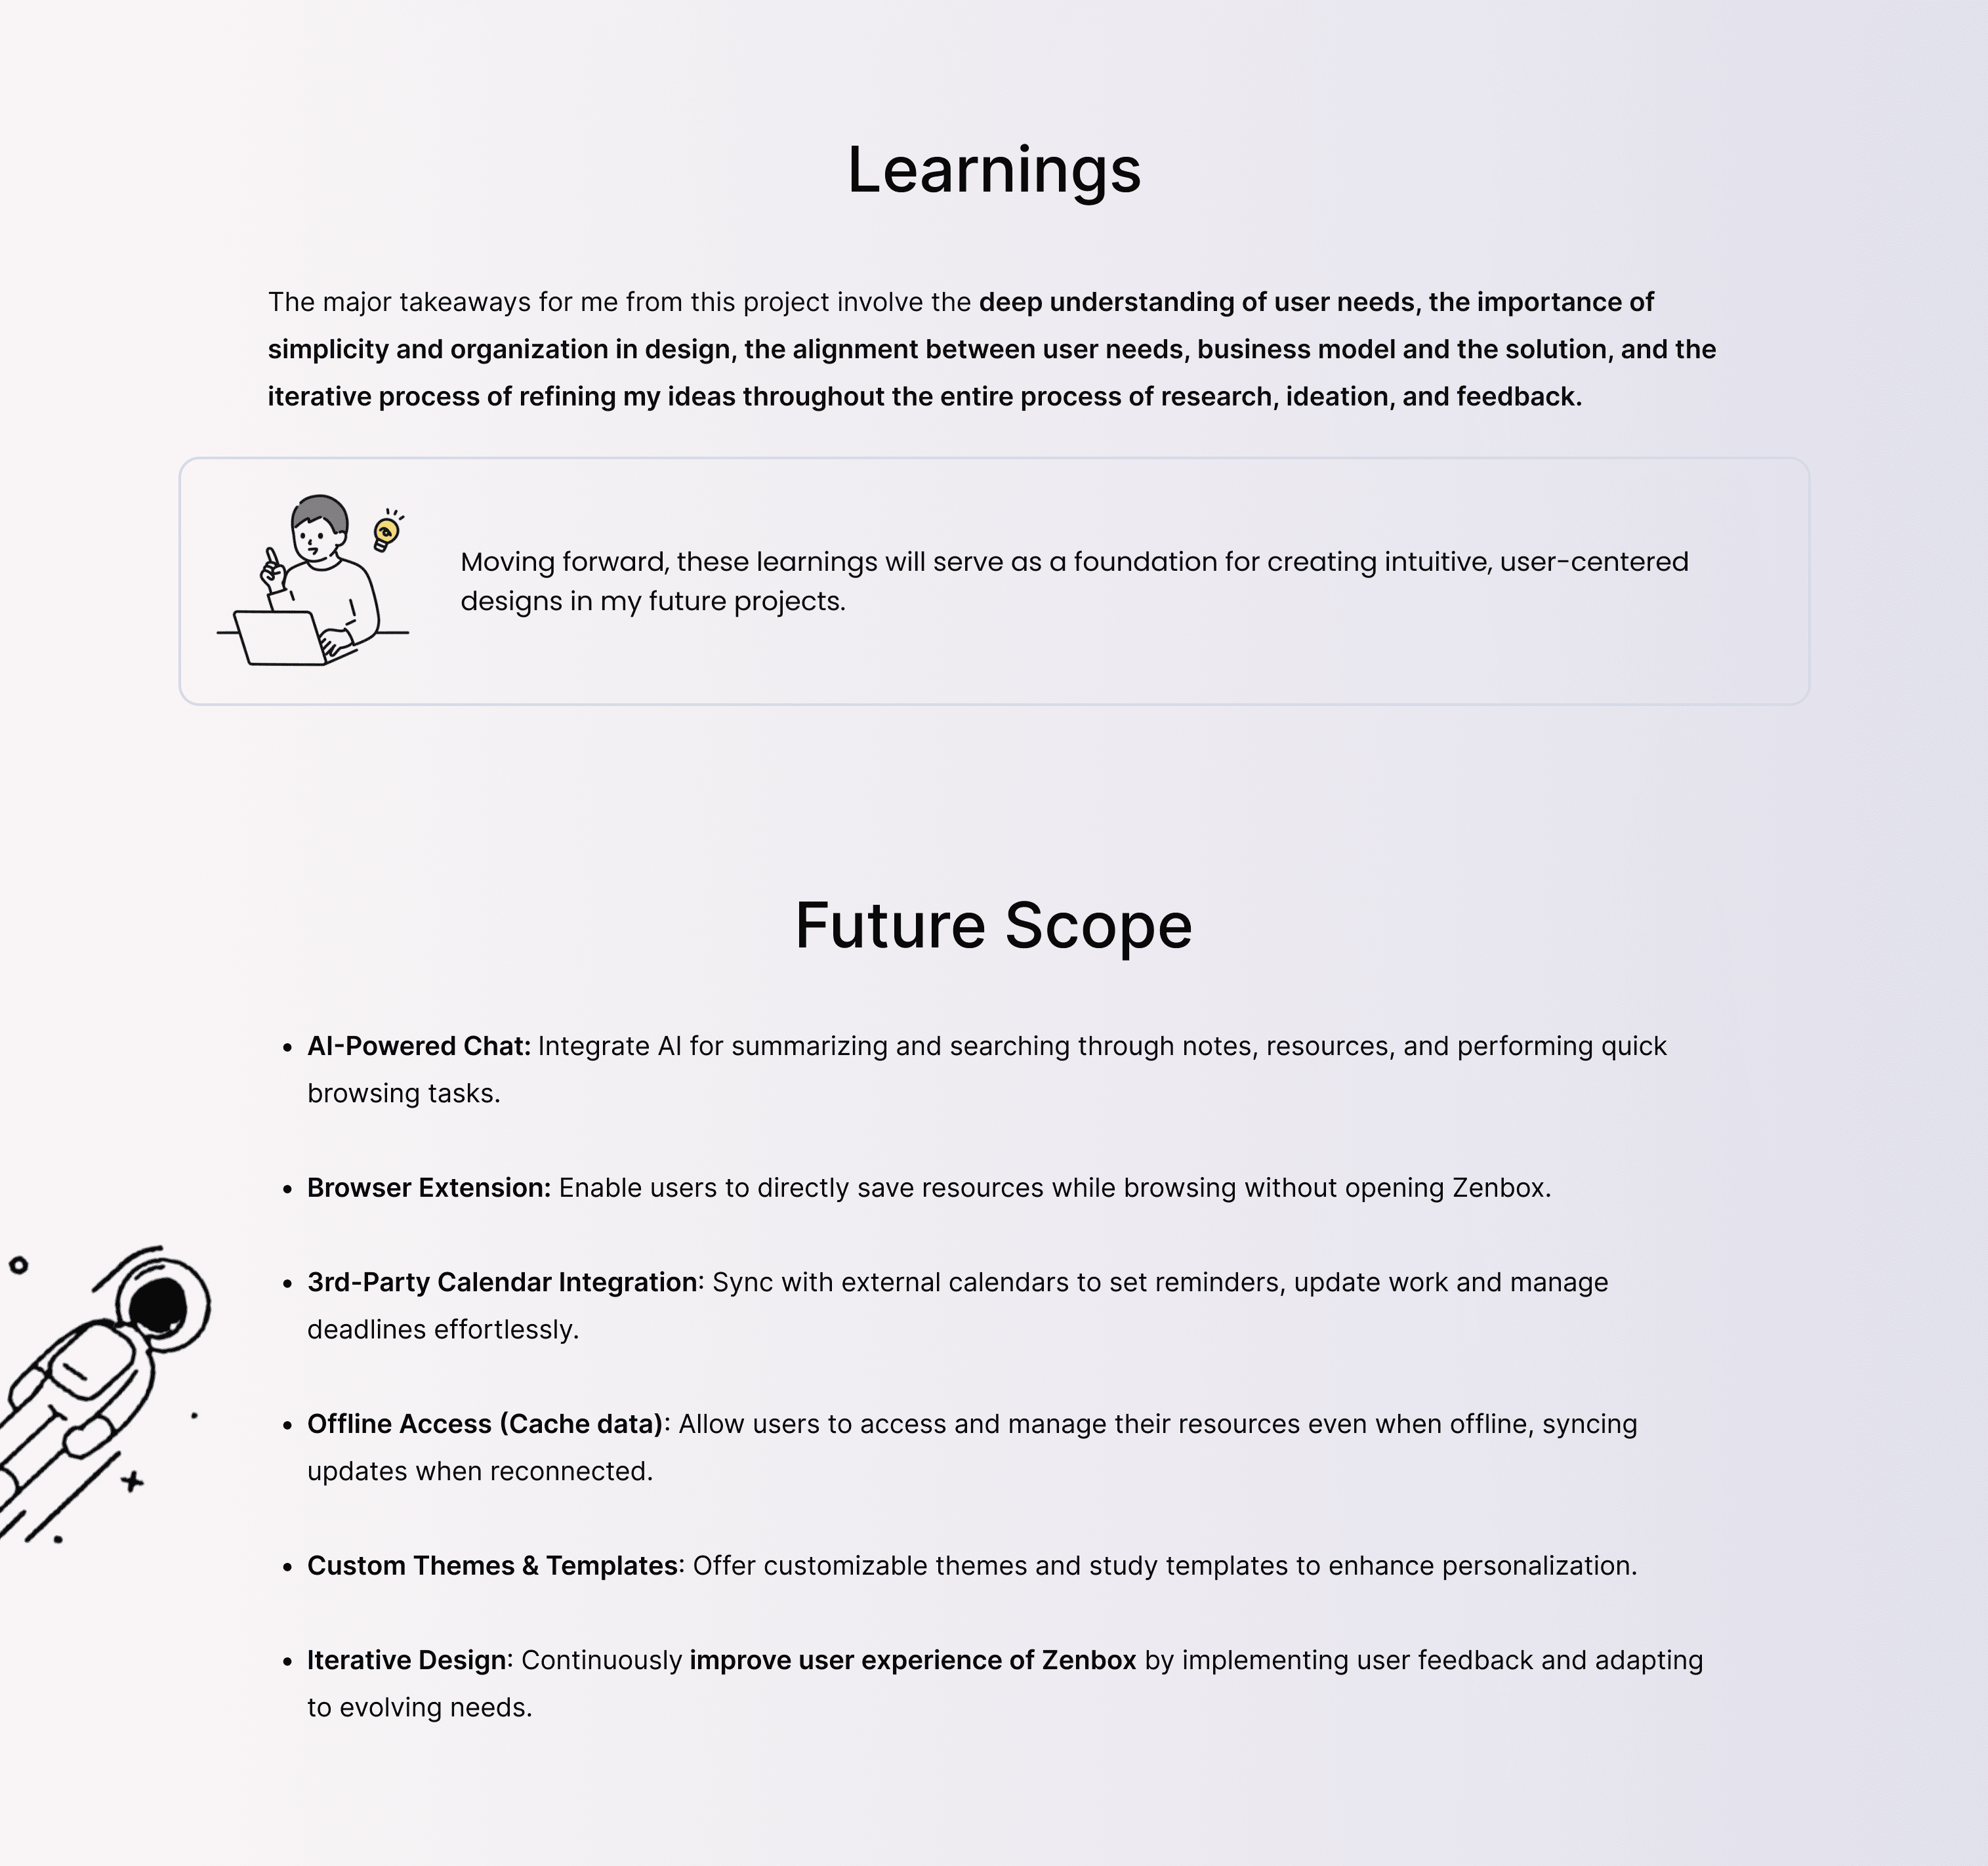 Learnings
The major takeaways for me from this project involve the deep understanding of user needs, the importance of
simplicity and organization in design, the alignment between user needs, business model and the solution, and the
iterative process of refining my ideas throughout the entire process of research, ideation, and feedback.
Moving forward, these learnings will serve as a foundation for creating intuitive, user-centered
designs in my future projects.
Future Scope
• AI-Powered Chat: Integrate AI for summarizing and searching through notes, resources, and performing quick
browsing tasks.
• Browser Extension: Enable users to directly save resources while browsing without opening Zenbox.
• 3rd-Party Calendar Integration: Sync with external calendars to set reminders, update work and manage
deadlines effortlessly.
• Offline Access (Cache data): Allow users to access and manage their resources even when offline, syncing
updates when reconnected.
• Custom Themes & Templates: Offer customizable themes and study templates to enhance personalization.
• Iterative Design: Continuously improve user experience of Zenbox by implementing user feedback and adapting
to evolving needs.